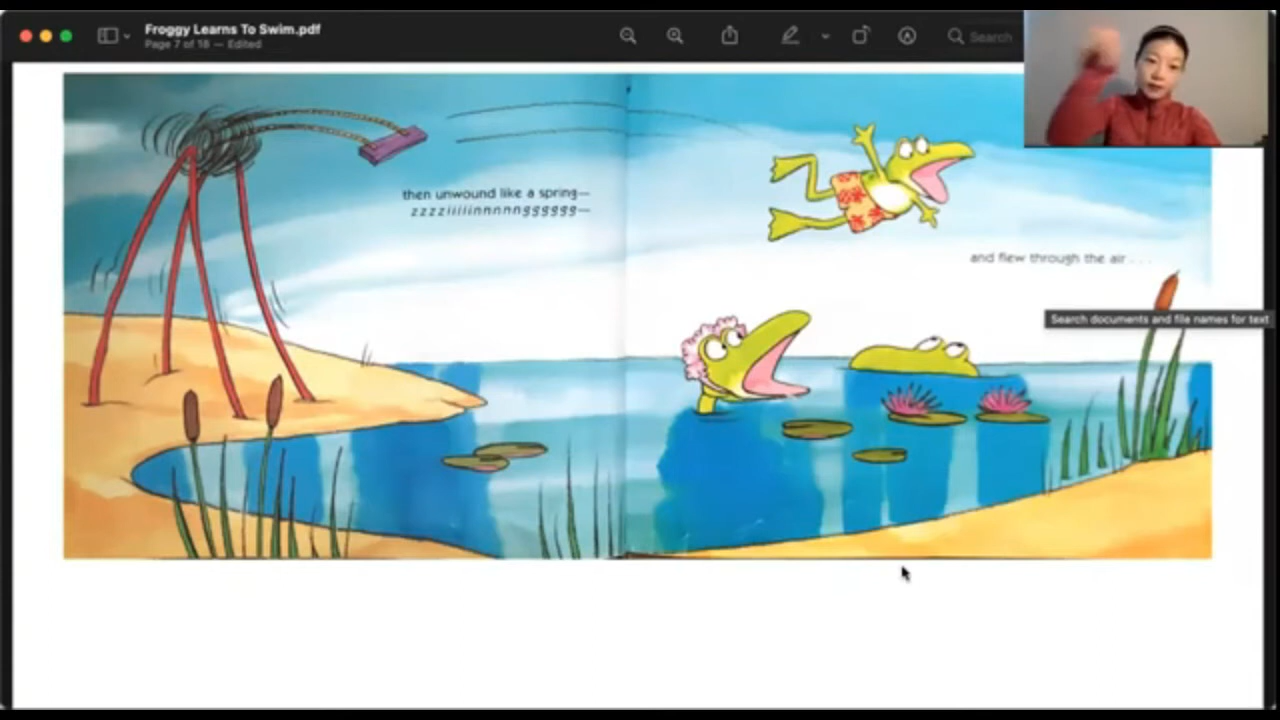 Froggy Learns To Swim.pdf
Page 7 of 18 — Edited
Search
then unwound like a spring—
zzzziiiiiinnnnngggggg—
and flew through the air . . .
Search documents and file names for text